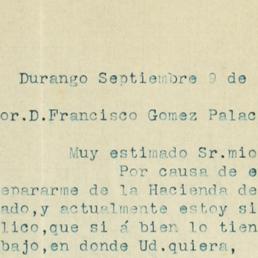 Durango Septiembre 9 de
or.D.Francisco Gomez Palac
Muy estimado Sr.mio
Por causa de e
epararme de la Hacienda de
ado,y actualmente estoy si
lico,que si á bien lo tien
bajo,en donde Ud.quiera,